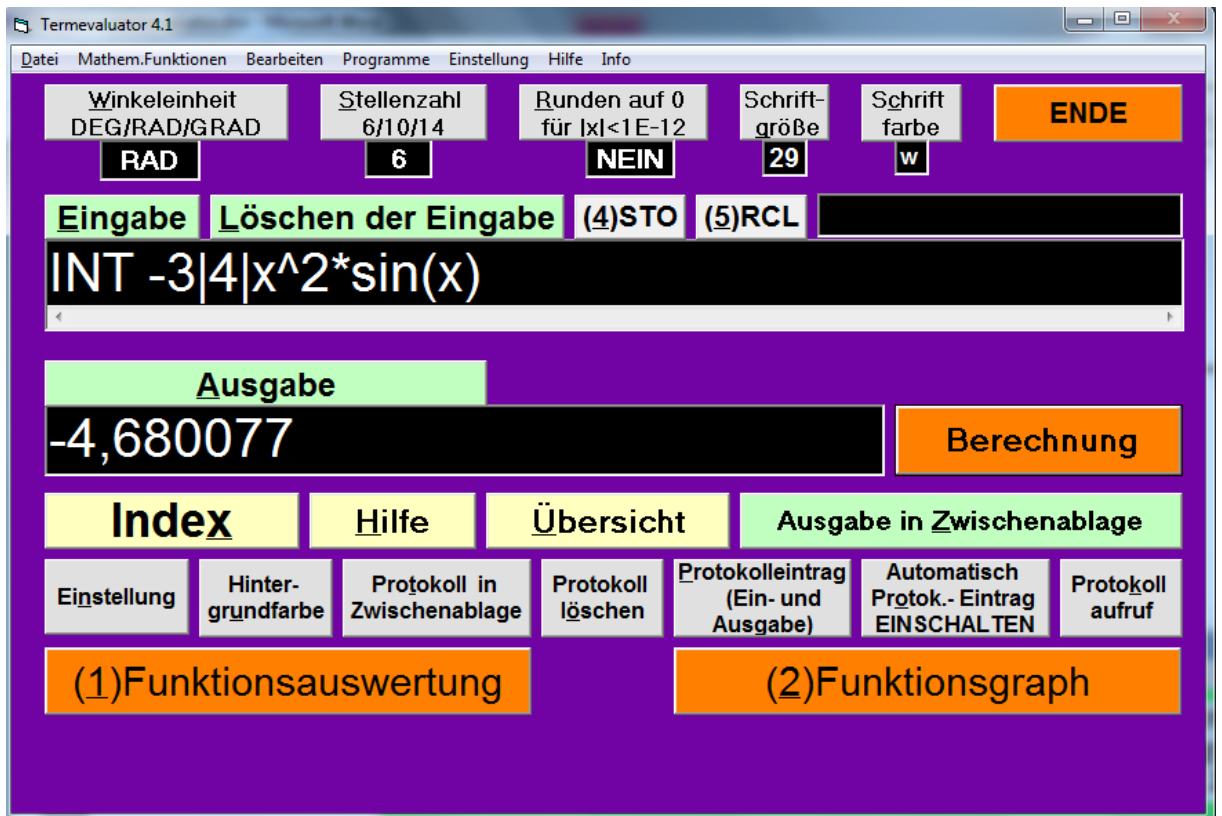 Termevaluator 4.1
Datei Mathem.Funktionen Bearbeiten Programme Einstellung Hilfe Info
Winkeleinheit
DEG/RAD/GRAD
RAD
Stellenzahl
6/10/14
6
Runden auf 0
für |x|<1E-12
NEIN
Schrift-
größe
29
Schrift
farbe
w
ENDE
Eingabe
Löschen der Eingabe
(4)STO
(5)RCL
INT -3|4|x^2*sin(x)
Ausgabe
-4,680077
Berechnung
Index
Hilfe
Übersicht
Ausgabe in Zwischenablage
Einstellung
Hinter-
grundfarbe
Protokoll in
Zwischenablage
Protokoll
löschen
Protokolleintrag
(Ein- und
Ausgabe)
Automatisch
Protok.- Eintrag
EINSCHALTEN
Protokoll
aufruf
(1)Funktionsauswertung
(2)Funktionsgraph